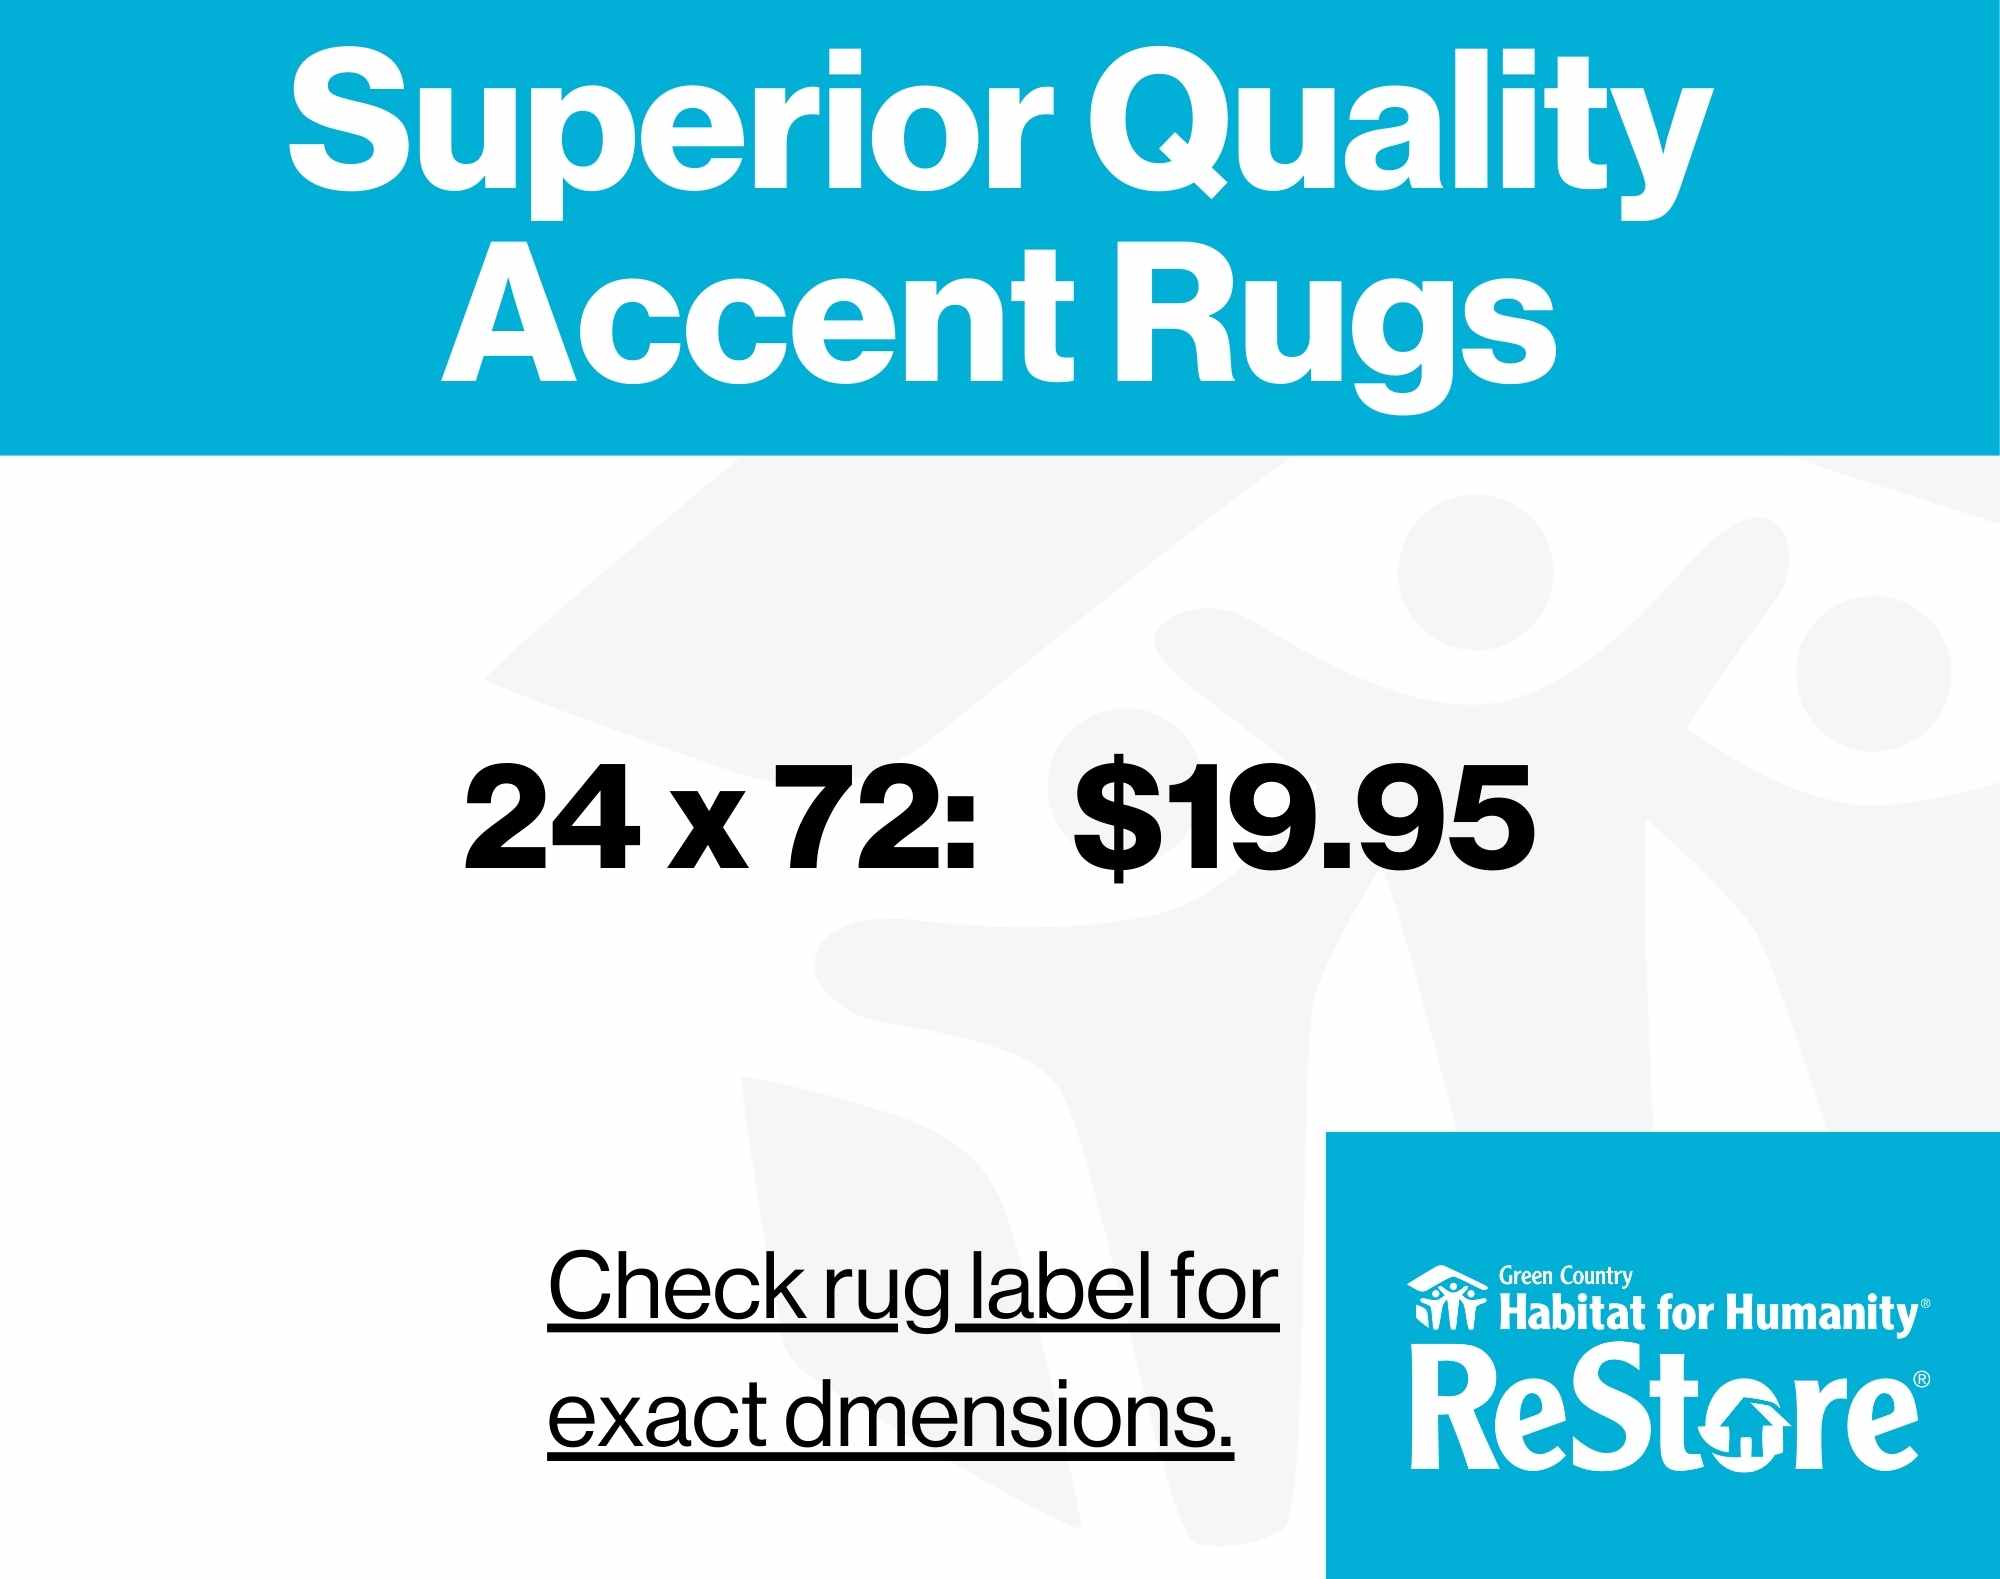 Superior Quality
Accent Rugs
24 x 72: $19.95
Check rug label for
exact dmensions.
Green Country
Habitat for Humanity®
ReStore®